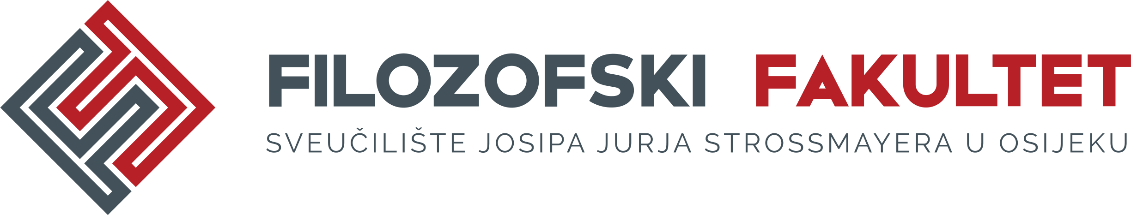 FILOZOFSKI FAKULTET
SVEUČILIŠTE JOSIPA JURJA STROSSMAYERA U OSIJEKU